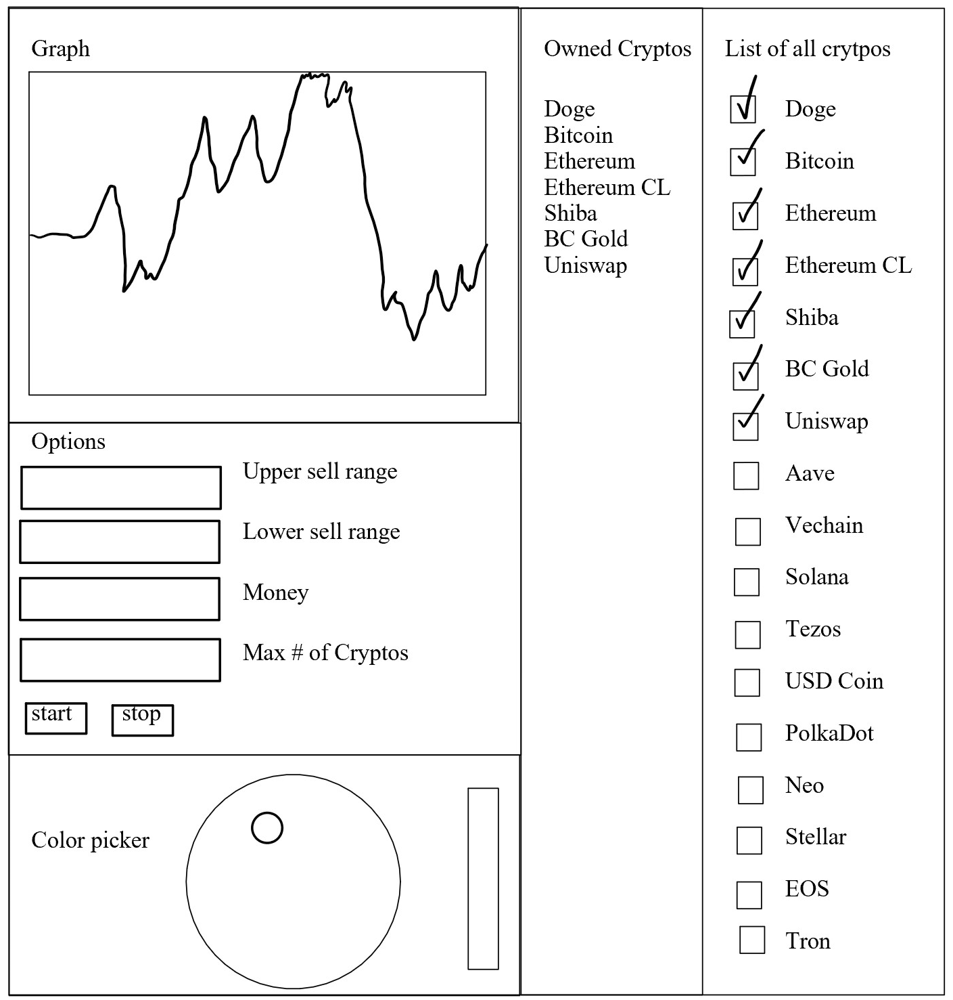 Graph
Options
Upper sell range
Lower sell range
Money
Max # of Cryptos
start
stop
Color picker
Owned Cryptos
Doge
Bitcoin
Ethereum
Ethereum CL
Shiba
BC Gold
Uniswap
List of all crytpos
Doge
Bitcoin
Ethereum
Ethereum CL
Shiba
BC Gold
Uniswap
Aave
Vechain
Solana
Tezos
USD Coin
PolkaDot
Neo
Stellar
EOS
Tron